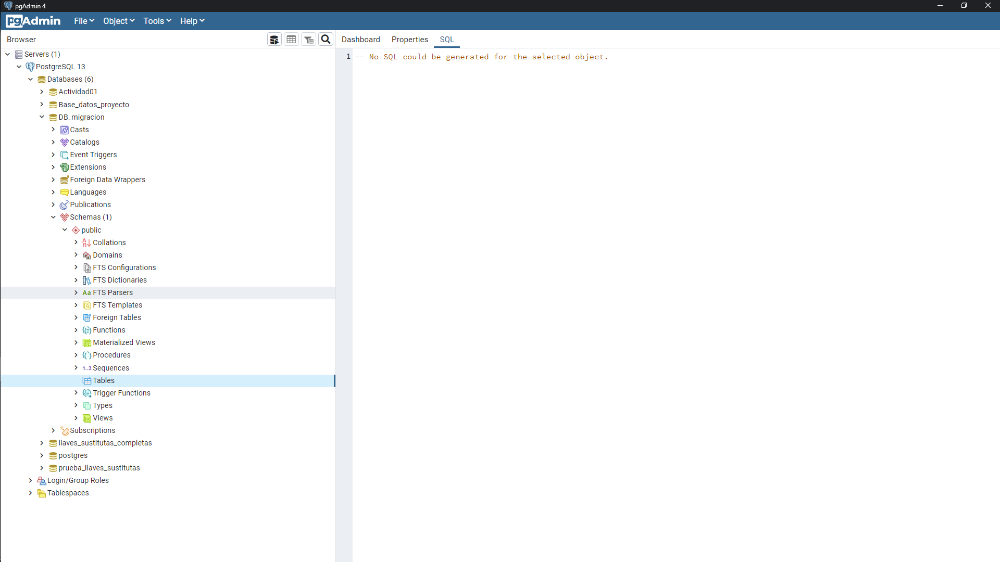 pgAdmin 4
pgAdmin File Object Tools Help
Browser
Dashboard Properties SQL
1 -- No SQL could be generated for the selected object.
Servers (1)
PostgreSQL 13
Databases (6)
Actividad01
Base_datos_proyecto
DB_migracion
Casts
Catalogs
Event Triggers
Extensions
Foreign Data Wrappers
Languages
Publications
Schemas (1)
public
Collations
Domains
FTS Configurations
FTS Dictionaries
Aa FTS Parsers
FTS Templates
Foreign Tables
Functions
Materialized Views
Procedures
1..3 Sequences
Tables
Trigger Functions
Types
Views
Subscriptions
llaves_sustitutas_completas
postgres
prueba_llaves_sustitutas
Login/Group Roles
Tablespaces